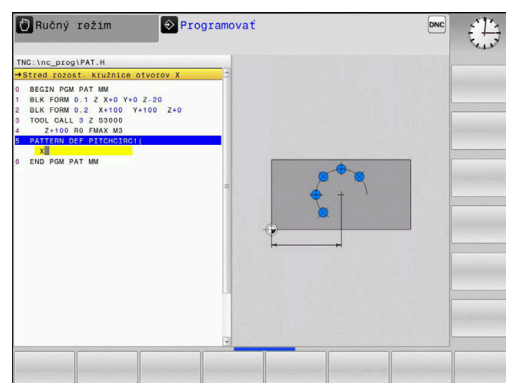 Ručný režim
Programovať
DNC
TNC:\nc_prog\PAT.H
→Stred rozost. kružnice otvorov X
0 BEGIN PGM PAT MM
1 BLK FORM 0.1 Z X+0 Y+0 Z-20
2 BLK FORM 0.2 X+100 Y+100 Z+0
3 TOOL CALL 3 Z S3000
4 Z+100 R0 FMAX M3
5 PATTERN DEF PITCHCIRC1(
X
6 END PGM PAT MM